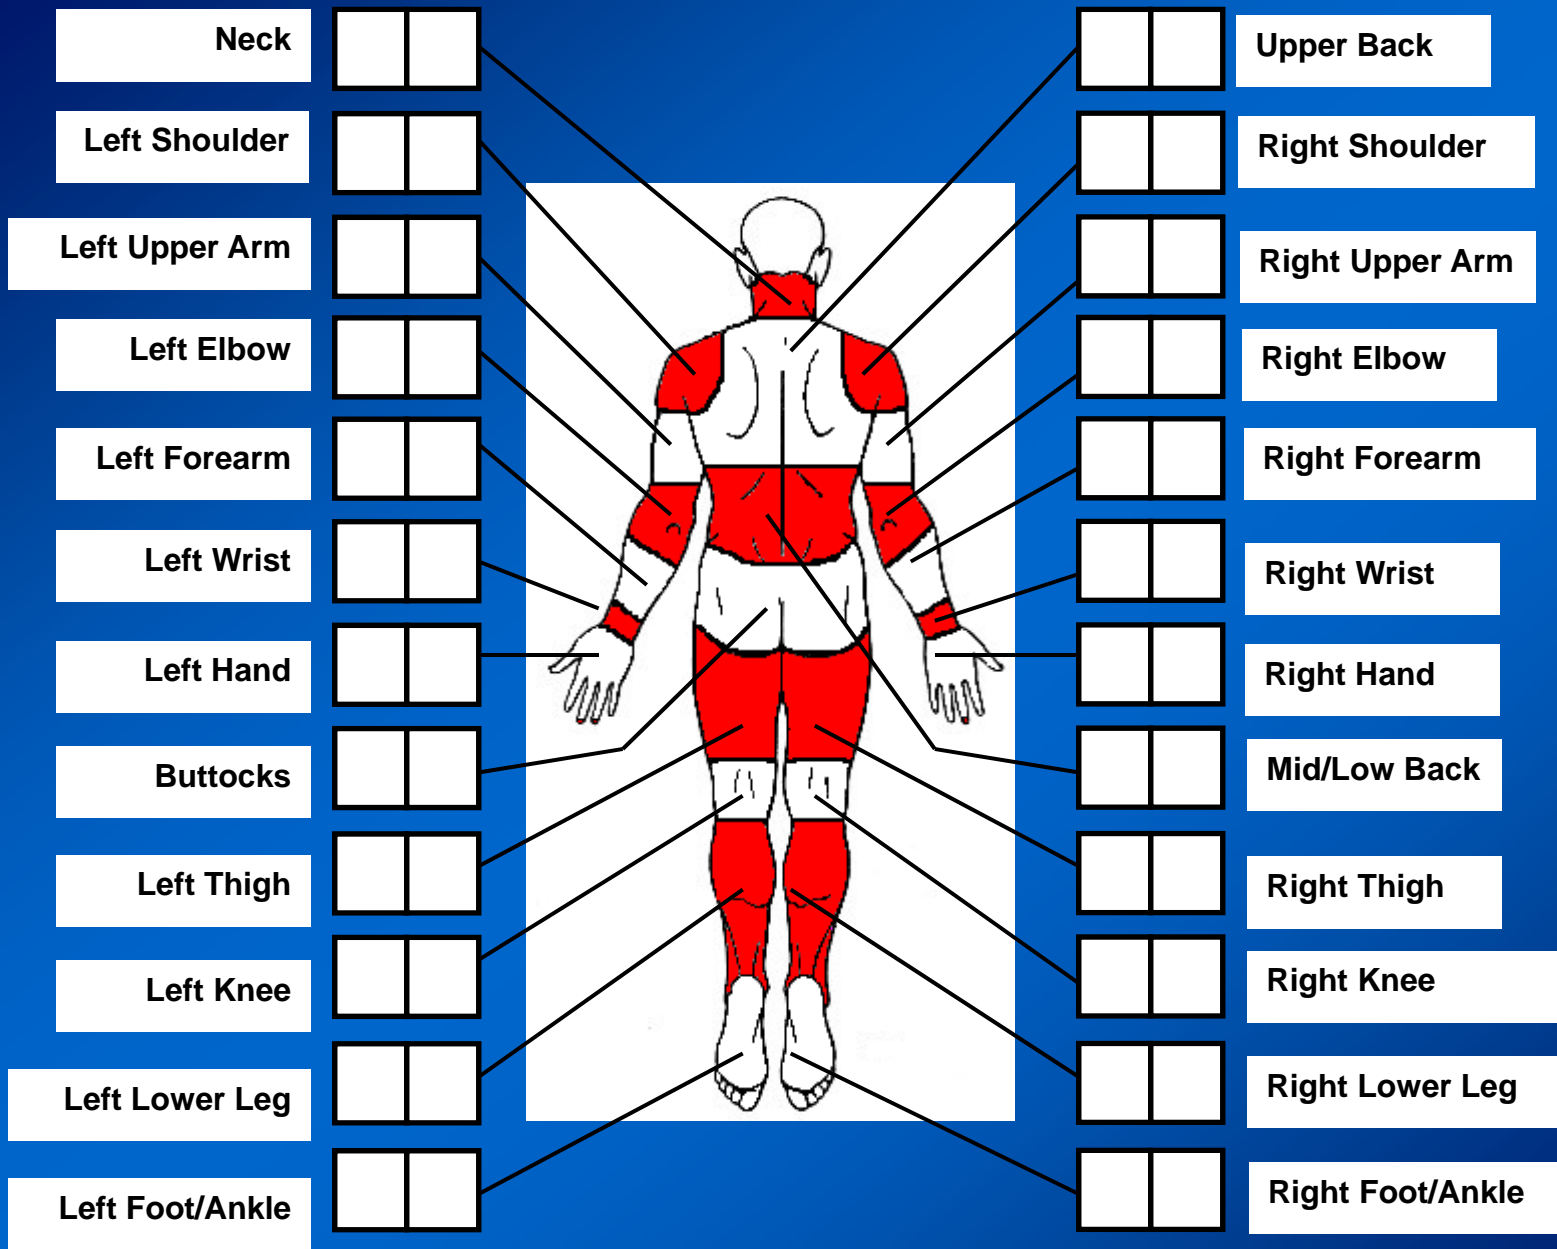 Neck
Upper Back
Left Shoulder
Right Shoulder
Left Upper Arm
Right Upper Arm
Left Elbow
Right Elbow
Left Forearm
Right Forearm
Left Wrist
Right Wrist
Left Hand
Right Hand
Buttocks
Mid/Low Back
Left Thigh
Right Thigh
Left Knee
Right Knee
Left Lower Leg
Right Lower Leg
Left Foot/Ankle
Right Foot/Ankle